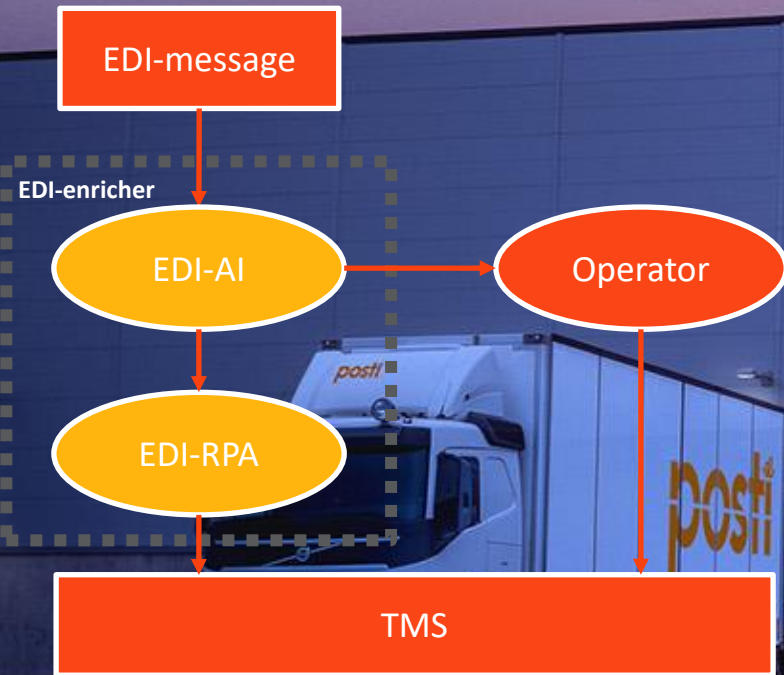 EDI-message
EDI-enricher
EDI-AI
Operator
posti
EDI-RPA
posti
TMS